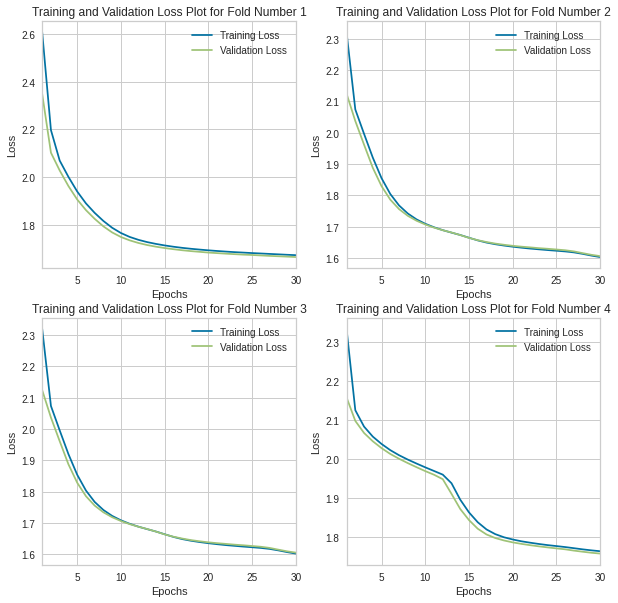 Training and Validation Loss Plot for Fold Number 1
Training Loss
Validation Loss
Loss
2.6
2.4
2.2
2.0
1.8
5 10 15 20 25 30
Epochs
Training and Validation Loss Plot for Fold Number 2
Training Loss
Validation Loss
Loss
2.3
2.2
2.1
2.0
1.9
1.8
1.7
1.6
5 10 15 20 25 30
Epochs
Training and Validation Loss Plot for Fold Number 3
Training Loss
Validation Loss
Loss
2.3
2.2
2.1
2.0
1.9
1.8
1.7
1.6
5 10 15 20 25 30
Epochs
Training and Validation Loss Plot for Fold Number 4
Training Loss
Validation Loss
Loss
2.3
2.2
2.1
2.0
1.9
1.8
5 10 15 20 25 30
Epochs